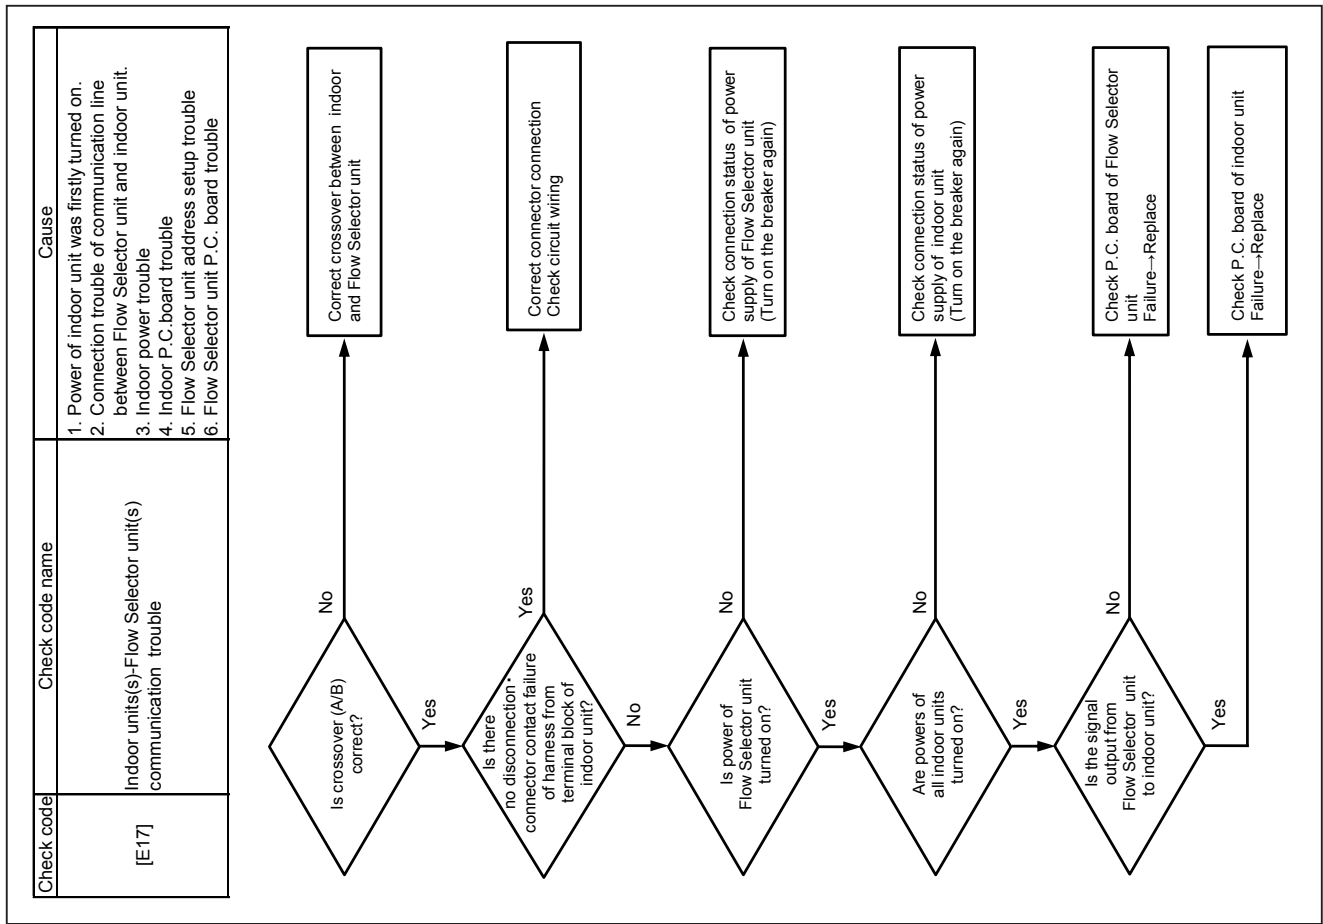 Check code
Check code name
Cause
[E17]
Indoor units(s)-Flow Selector unit(s)
communication trouble
1. Power of indoor unit was firstly turned on.
2. Connection trouble of communication line
between Flow Selector unit and indoor unit.
3. Indoor power trouble
4. Indoor P.C.board trouble
5. Flow Selector unit address setup trouble
6. Flow Selector unit P.C. board trouble
Is crossover (A/B)
correct?
No
Correct crossover between indoor
and Flow Selector unit
Yes
Is there
no disconnection•
connector contact failure
of harness from
terminal block of
indoor unit?
Yes
Correct connector connection
Check circuit wiring
No
Is power of
Flow Selector unit
turned on?
No
Check connection status of power
supply of Flow Selector unit
(Turn on the breaker again)
Yes
Are powers of
all indoor units
turned on?
No
Check connection status of power
supply of indoor unit
(Turn on the breaker again)
Yes
Is the signal
output from
Flow Selector unit
to indoor unit?
No
Check P.C. board of Flow Selector
unit
Failure→Replace
Yes
Check P.C. board of indoor unit
Failure→Replace